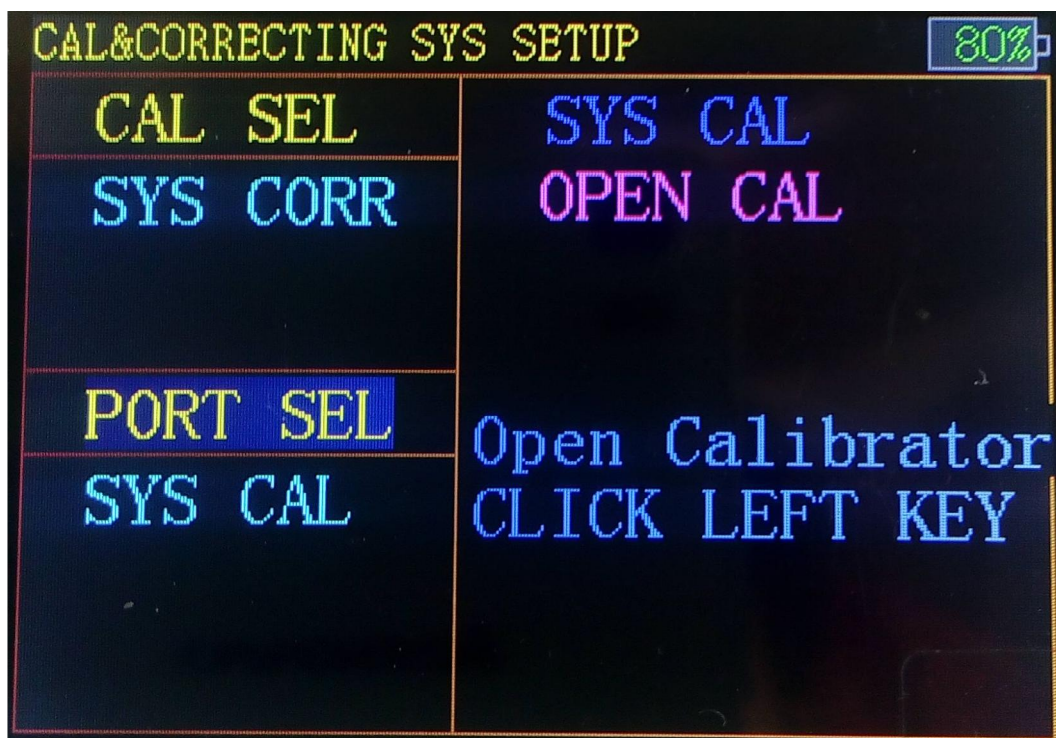 CAL&CORRECTING SYS SETUP
80%
CAL SEL
SYS CORR
PORT SEL
SYS CAL
SYS CAL
OPEN CAL
Open Calibrator
CLICK LEFT KEY